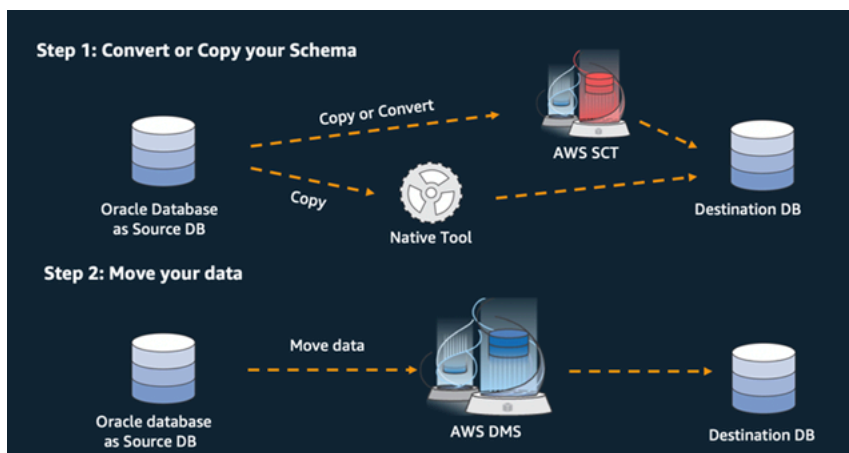 Step 1: Convert or Copy your Schema
Copy or Convert
AWS SCT
Copy
Oracle Database
as Source DB
Native Tool
Destination DB
Step 2: Move your data
Move data
Oracle database
as Source DB
AWS DMS
Destination DB